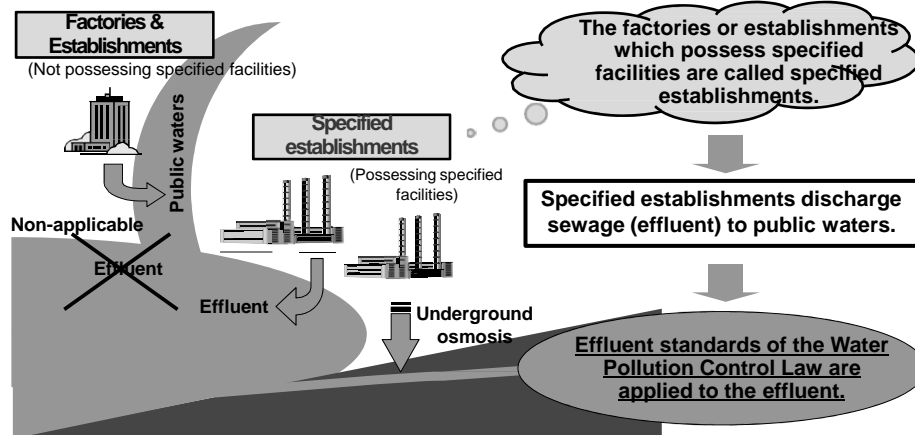 Factories &
Establishments
(Not possessing specified facilities)
Public waters
Non-applicable
Effluent
Specified
establishments
(Possessing specified
facilities)
Effluent
Underground
osmosis
The factories or establishments
which possess specified
facilities are called specified
establishments.
Specified establishments discharge
sewage (effluent) to public waters.
Effluent standards of the Water
Pollution Control Law are
applied to the effluent.